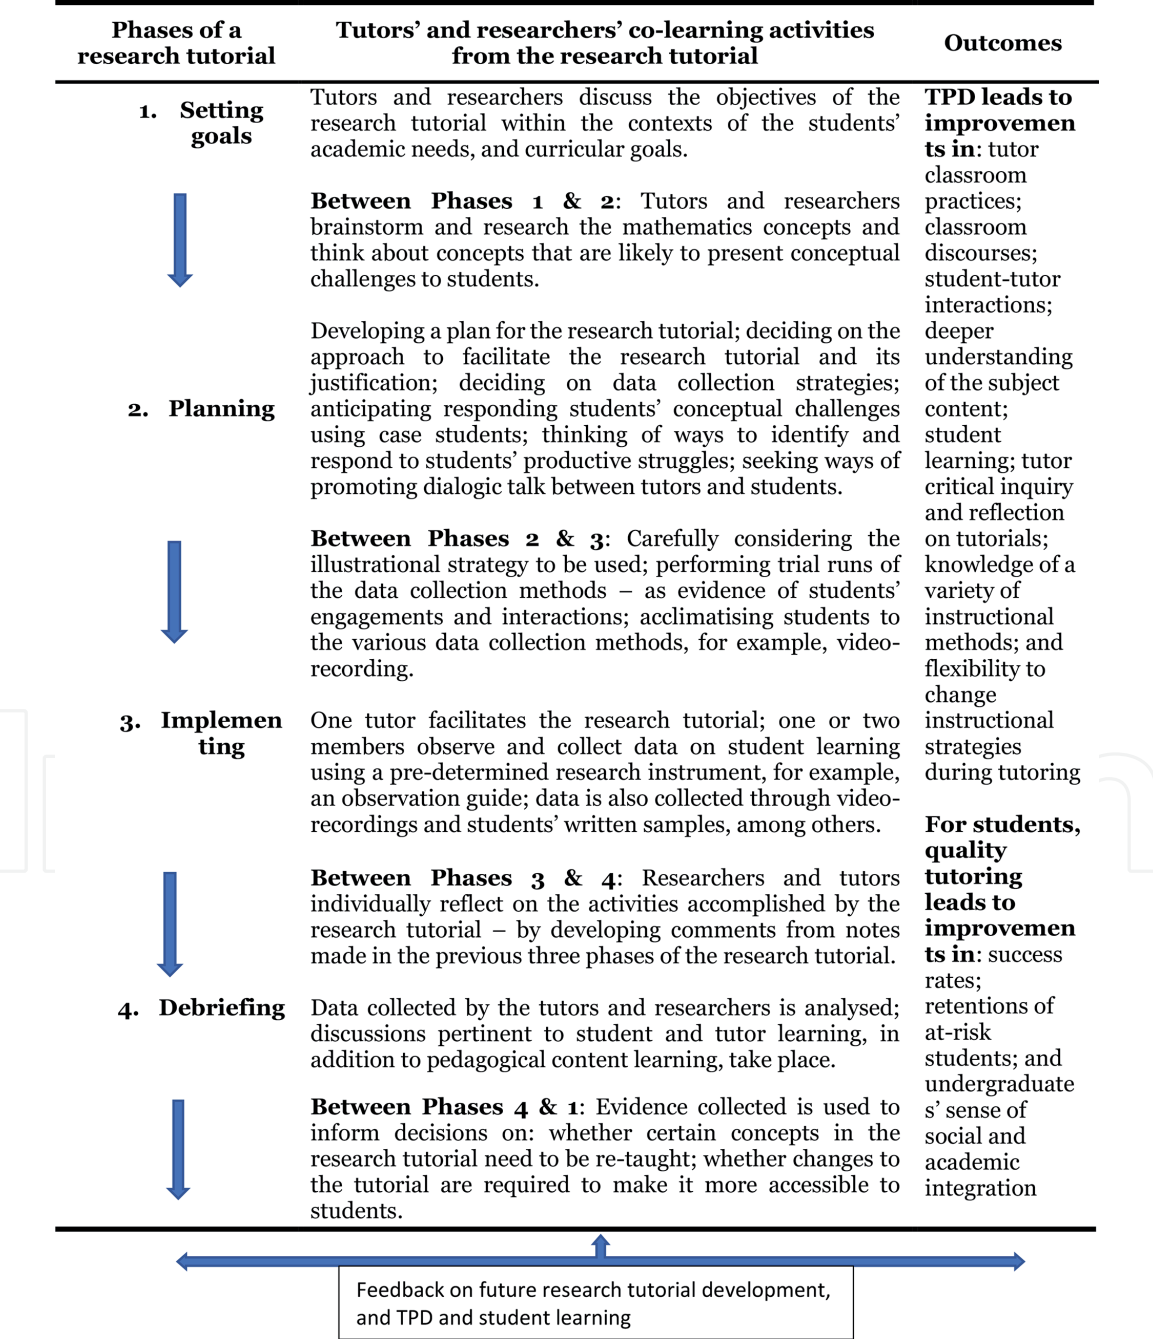 Phases of a
research tutorial
Tutors’ and researchers’ co-learning activities
from the research tutorial
Outcomes
1. Setting
goals
Tutors and researchers discuss the objectives of the
research tutorial within the contexts of the students’
academic needs, and curricular goals.
Between Phases 1 & 2: Tutors and researchers
brainstorm and research the mathematics concepts and
think about concepts that are likely to present conceptual
challenges to students.
2. Planning
Developing a plan for the research tutorial; deciding on the
approach to facilitate the research tutorial and its
justification; deciding on data collection strategies;
anticipating responding students’ conceptual challenges
using case students; thinking of ways to identify and
respond to students’ productive struggles; seeking ways of
promoting dialogic talk between tutors and students.
Between Phases 2 & 3: Carefully considering the
illustrational strategy to be used; performing trial runs of
the data collection methods – as evidence of students’
engagements and interactions; acclimatising students to
the various data collection methods, for example, video-
recording.
3. Implemen
ting
One tutor facilitates the research tutorial; one or two
members observe and collect data on student learning
using a pre-determined research instrument, for example,
an observation guide; data is also collected through video-
recordings and students’ written samples, among others.
Between Phases 3 & 4: Researchers and tutors
individually reflect on the activities accomplished by the
research tutorial – by developing comments from notes
made in the previous three phases of the research tutorial.
4. Debriefing
Data collected by the tutors and researchers is analysed;
discussions pertinent to student and tutor learning, in
addition to pedagogical content learning, take place.
Between Phases 4 & 1: Evidence collected is used to
inform decisions on: whether certain concepts in the
research tutorial need to be re-taught; whether changes to
the tutorial are required to make it more accessible to
students.
TPD leads to
improvemen
ts in: tutor
classroom
practices;
classroom
discourses;
student-tutor
interactions;
deeper
understanding
of the subject
content;
student
learning; tutor
critical inquiry
and reflection
on tutorials;
knowledge of a
variety of
instructional
methods; and
flexibility to
change
instructional
strategies
during tutoring
For students,
quality
tutoring
leads to
improvemen
ts in: success
rates;
retentions of
at-risk
students; and
undergraduate
s’ sense of
social and
academic
integration
Feedback on future research tutorial development,
and TPD and student learning